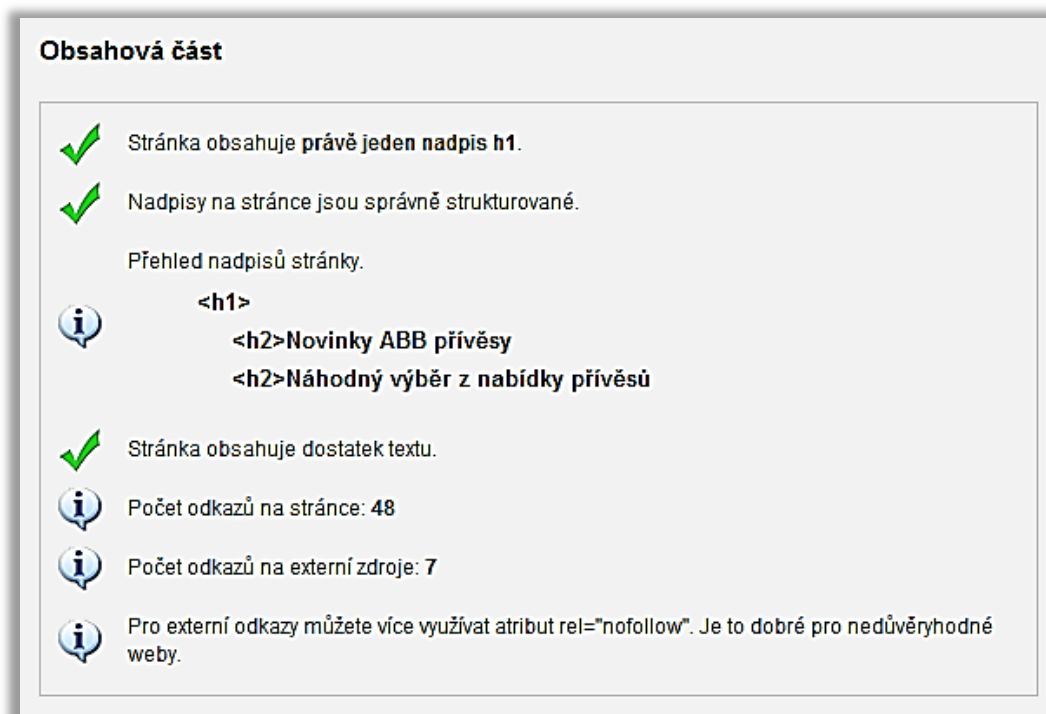 Obsahová část
Stránka obsahuje právě jeden nadpis h1.
Nadpisy na stránce jsou správně strukturované.
Přehled nadpisů stránky.
<h1>
<h2>Novinky ABB přívěsy
<h2>Náhodný výběr z nabídky přívěsů
Stránka obsahuje dostatek textu.
Počet odkazů na stránce: 48
Počet odkazů na externí zdroje: 7
Pro externí odkazy můžete více využívat atribut rel="nofollow". Je to dobré pro nedůvěryhodné
weby.